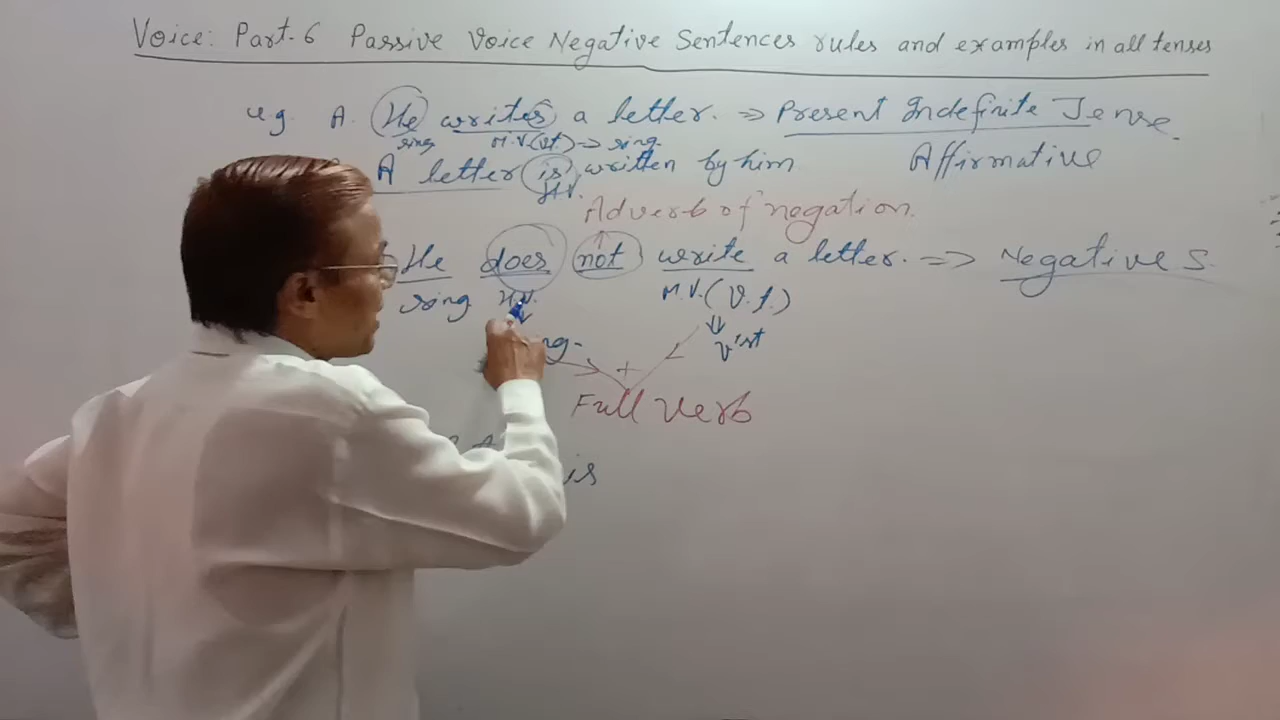 Voice: Part-6 Passive Voice Negative Sentences rules and examples in all tenses
e.g A. He writes a letter. => Present Indefinite Tense.
sing M.V.(Vt) => sing.
A letter is written by him Affirmative
H.V.
Adverb of negation.
He does not write a letter. => Negative S.
sing H.V. M.V. (V.f.)
V1st
+
Full Verb
is